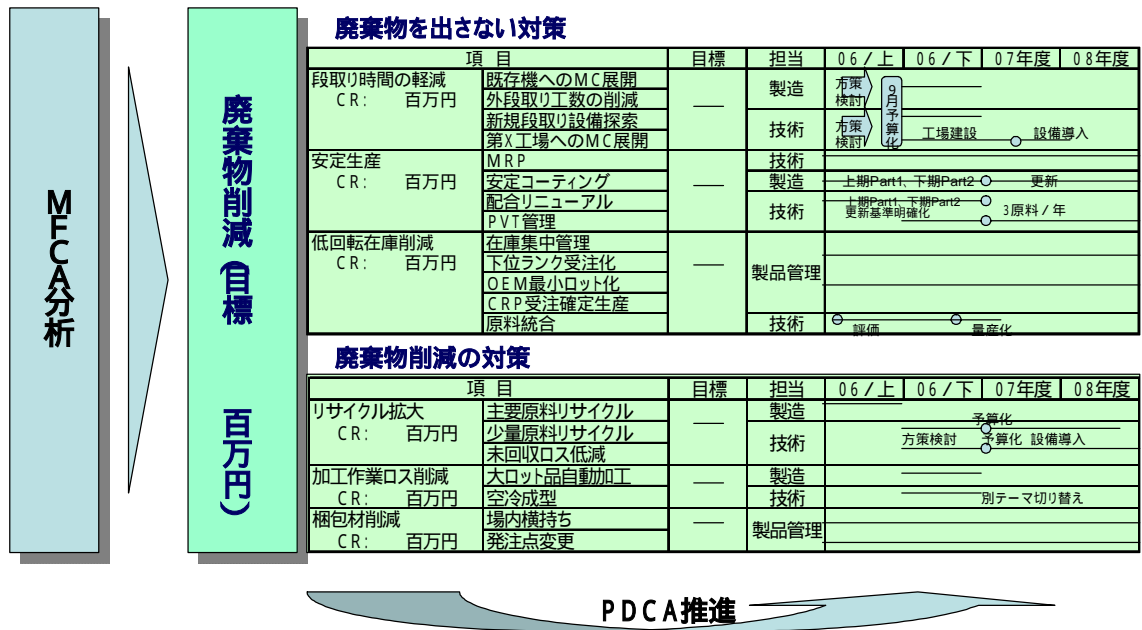 MFCA分析
廃棄物削減(目標　　百万円)
廃棄物を出さない対策
項 目 目標 担当 06/上 06/下 07年度 08年度
段取り時間の軽減 既存機へのMC展開 製造 方策
CR: 百万円 外段取り工数の削減 検討
9月予算化
新規段取り設備探索 技術 方策
第X工場へのMC展開 検討 工場建設 設備導入
安定生産 MRP 技術
CR: 百万円 安定コーティング 製造 上期Part1、下期Part2 更新
配合リニューアル 技術 上期Part1、下期Part2
更新基準明確化 3原料/年
PVT管理
低回転在庫削減 在庫集中管理 製品管理
CR: 百万円 下位ランク受注化
OEM最小ロット化
CRP受注確定生産
原料統合 技術 評価 量産化
廃棄物削減の対策
項 目 目標 担当 06/上 06/下 07年度 08年度
リサイクル拡大 主要原料リサイクル 製造
CR: 百万円 少量原料リサイクル 技術 予算化
未回収ロス低減 方策検討 予算化 設備導入
加工作業ロス削減 大ロット品自動加工 製造
CR: 百万円 空冷成型 技術 別テーマ切り替え
梱包材削減 場内横持ち 製品管理
CR: 百万円 発注点変更
PDCA推進